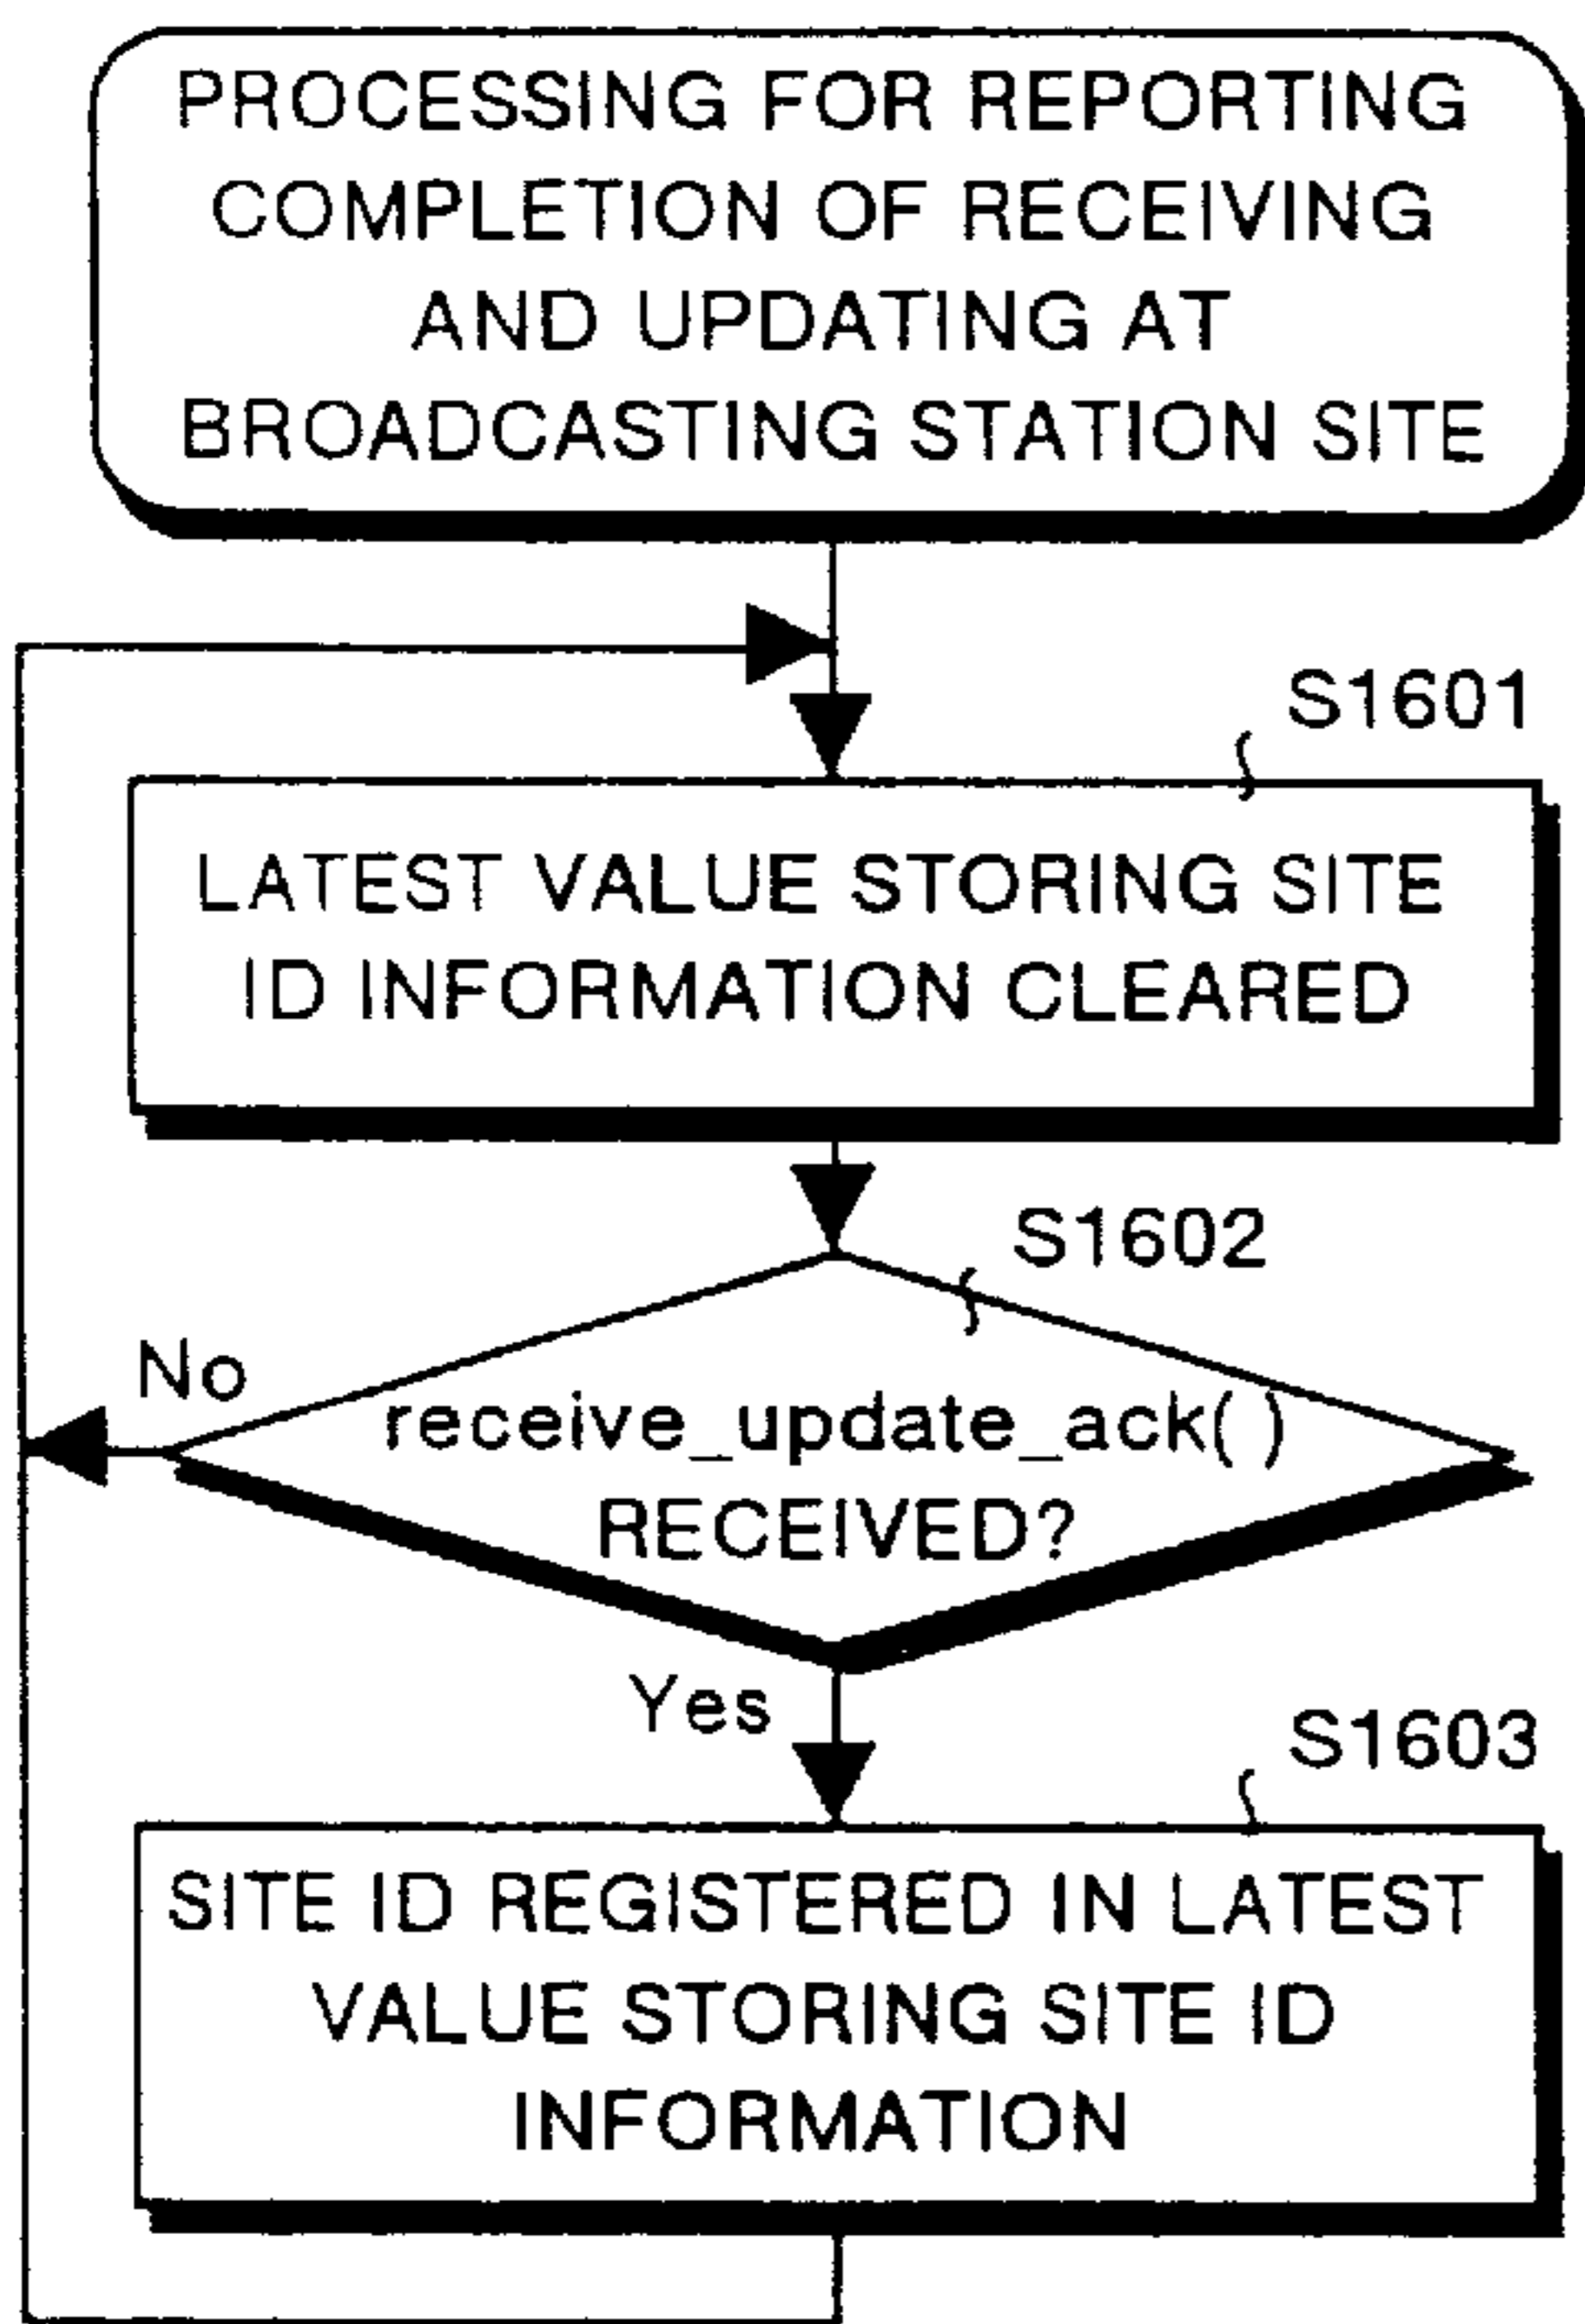 PROCESSING FOR REPORTING
COMPLETION OF RECEIVING
AND UPDATING AT
BROADCASTING STATION SITE
S1601
LATEST VALUE STORING SITE
ID INFORMATION CLEARED
S1602
No
receive_update_ack( )
RECEIVED?
Yes
S1603
SITE ID REGISTERED IN LATEST
VALUE STORING SITE ID
INFORMATION